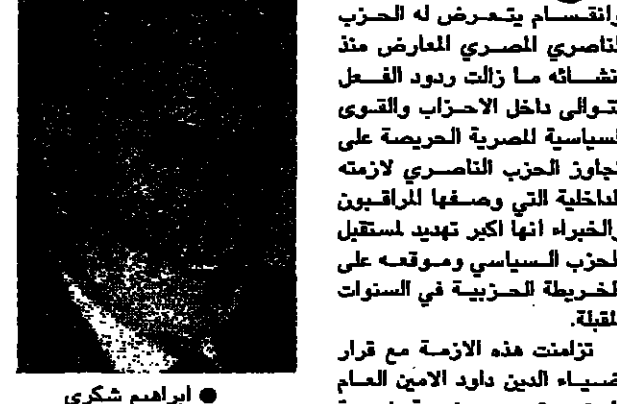 وانقسام يتعرض له الحزب
الناصري المصري المعارض منذ
انشائه ما زالت ردود الفعل
تتوالى داخل الاحزاب والقوى
السياسية المصرية الحريصة على
تجاوز الحزب الناصري لازمته
الداخلية التي وصفها المراقبون
والخبراء انها اكبر تهديد لمستقبل
الحزب السياسي وموقعه على
الخريطة الحزبية في السنوات
المقبلة.
تزامنت هذه الازمة مع قرار
ضياء الدين داود الامين العام
● ابراهيم شكري